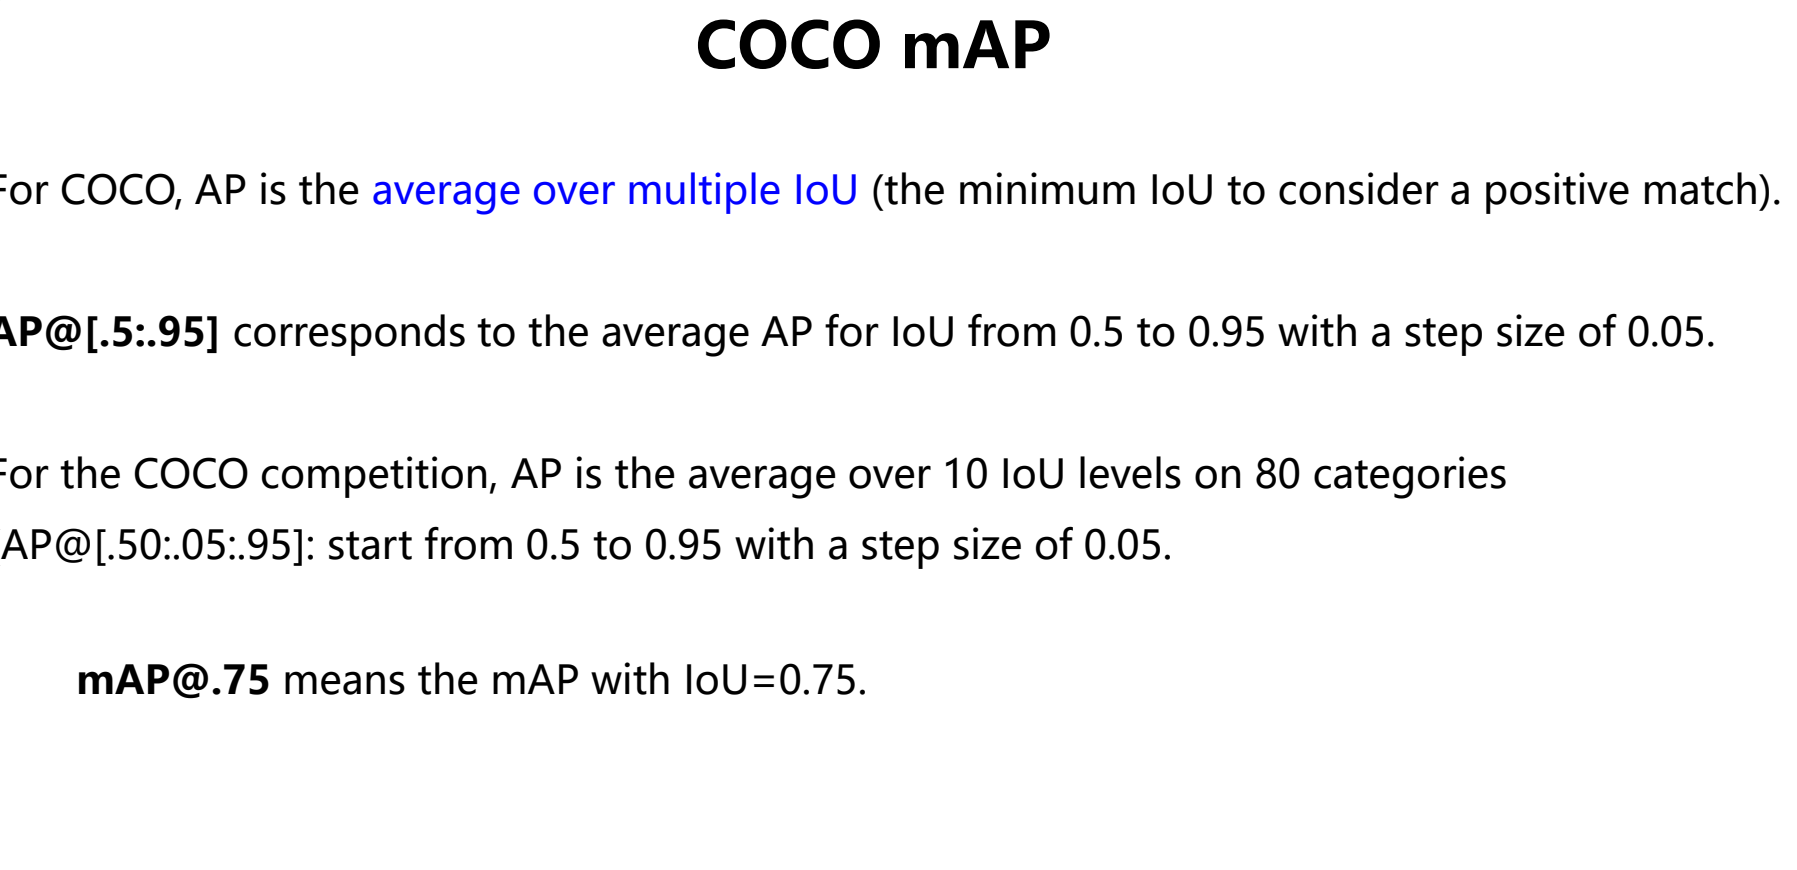 COCO mAP
For COCO, AP is the average over multiple IoU (the minimum IoU to consider a positive match).
AP@[.5:.95] corresponds to the average AP for IoU from 0.5 to 0.95 with a step size of 0.05.
For the COCO competition, AP is the average over 10 IoU levels on 80 categories
AP@[.50:.05:.95]: start from 0.5 to 0.95 with a step size of 0.05.
mAP@.75 means the mAP with IoU=0.75.